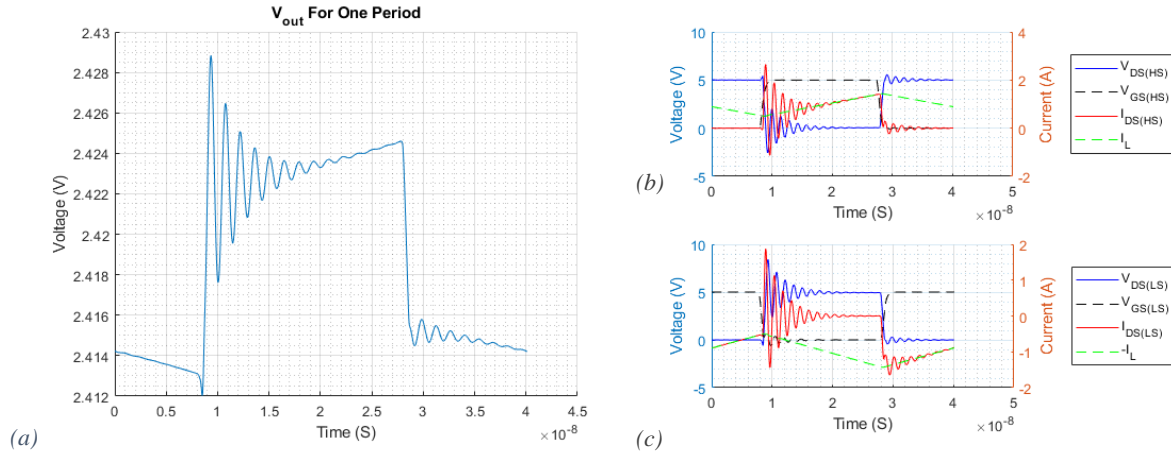 V_out For One Period
2.43
2.428
2.426
2.424
2.422
2.42
2.418
2.416
2.414
2.412
Voltage (V)
0
0.5
1
1.5
2
2.5
3
3.5
4
4.5
Time (S)
×10^-8
(a)
10
5
0
-5
Voltage (V)
4
2
0
-2
Current (A)
0
1
2
3
4
5
Time (S)
×10^-8
V_DS(HS)
V_GS(HS)
I_DS(HS)
I_L
(b)
10
5
0
-5
Voltage (V)
2
1
0
-1
-2
Current (A)
0
1
2
3
4
5
Time (S)
×10^-8
V_DS(LS)
V_GS(LS)
I_DS(LS)
-I_L
(c)